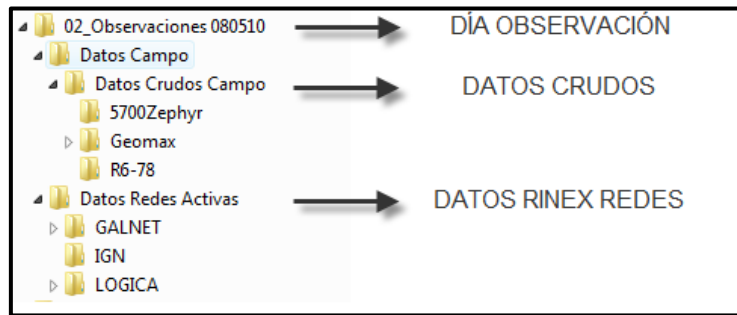 02_Observaciones 080510 DÍA OBSERVACIÓN
Datos Campo
Datos Crudos Campo DATOS CRUDOS
5700Zephyr
Geomax
R6-78
Datos Redes Activas DATOS RINEX REDES
GALNET
IGN
LOGICA